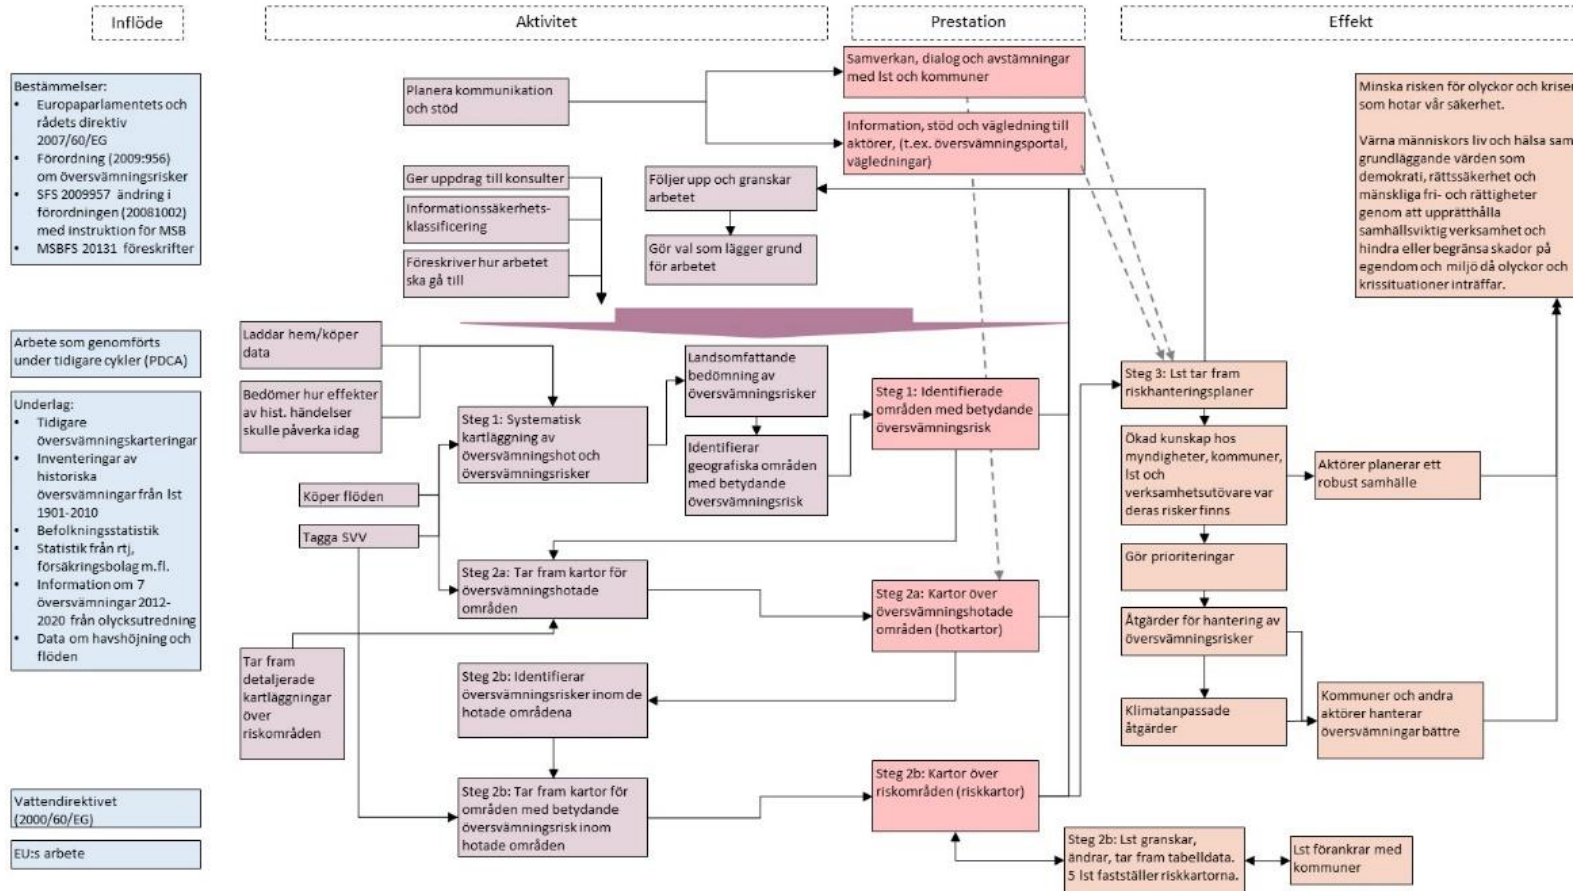 Inflöde
Aktivitet
Prestation
Effekt
Bestämmelser:
• Europaparlamentets och
rådets direktiv
2007/60/EG
• Förordning (2009:956)
om översvämningsrisker
• SFS 2009957 ändring i
förordningen (20081002)
med instruktion för MSB
• MSBFS 20131 föreskrifter
Arbete som genomförts
under tidigare cykler (PDCA)
Underlag:
• Tidigare
översvämningskarteringar
• Inventeringar av
historiska
översvämningar från lst
1901-2010
• Befolkningsstatistik
• Statistik från rtj,
försäkringsbolag m.fl.
• Information om 7
översvämningar 2012-
2020 från olycksutredning
• Data om havshöjning och
flöden
Vattendirektivet
(2000/60/EG)
EU:s arbete
Planera kommunikation
och stöd
Ger uppdrag till konsulter
Informationssäkerhets-
klassificering
Föreskriver hur arbetet
ska gå till
Följer upp och granskar
arbetet
Gör val som lägger grund
för arbetet
Laddar hem/köper
data
Bedömer hur effekter
av hist. händelser
skulle påverka idag
Köper flöden
Tagga SVV
Tar fram
detaljerade
kartläggningar
över
riskområden
Steg 1: Systematisk
kartläggning av
översvämningshot och
översvämningsrisker
Landsomfattande
bedömning av
översvämningsrisker
Identifierar
geografiska områden
med betydande
översvämningsrisk
Steg 2a: Tar fram kartor för
översvämningshotade
områden
Steg 2b: Identifierar
översvämningsrisker inom de
hotade områdena
Steg 2b: Tar fram kartor för
områden med betydande
översvämningsrisk inom
hotade områden
Samverkan, dialog och avstämningar
med lst och kommuner
Information, stöd och vägledning till
aktörer, (t.ex. översvämningsportal,
vägledningar)
Steg 1: Identifierade
områden med betydande
översvämningsrisk
Steg 2a: Kartor över
översvämningshotade
områden (hotkartor)
Steg 2b: Kartor över
riskområden (riskkartor)
Steg 2b: Lst granskar,
ändrar, tar fram tabelldata.
5 lst fastställer riskkartorna.
Lst förankrar med
kommuner
Steg 3: Lst tar fram
riskhanteringsplaner
Ökad kunskap hos
myndigheter, kommuner,
lst och
verksamhetsutövare var
deras risker finns
Gör prioriteringar
Åtgärder för hantering av
översvämningsrisker
Klimatanpassade
åtgärder
Aktörer planerar ett
robust samhälle
Kommuner och andra
aktörer hanterar
översvämningar bättre
Minska risken för olyckor och kriser
som hotar vår säkerhet.
Värna människors liv och hälsa sam
grundläggande värden som
demokrati, rättssäkerhet och
mänskliga fri- och rättigheter
genom att upprätthålla
samhällsviktig verksamhet och
hindra eller begränsa skador på
egendom och miljö då olyckor och
krissituationer inträffar.